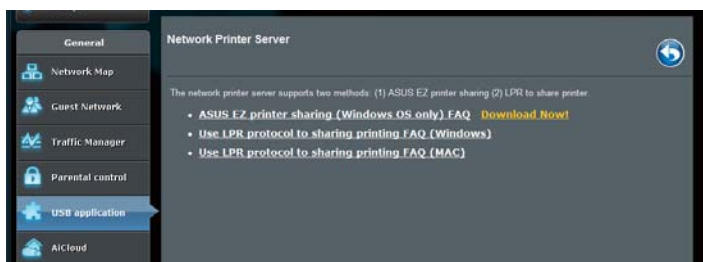 General
Network Map
Guest Network
Traffic Manager
Parental control
USB application
AiCloud
Network Printer Server
The network printer server supports two methods: (1) ASUS EZ printer sharing (2) LPR to share printer.
ASUS EZ printer sharing (Windows OS only) FAQ Download Now!
Use LPR protocol to sharing printing FAQ (Windows)
Use LPR protocol to sharing printing FAQ (MAC)